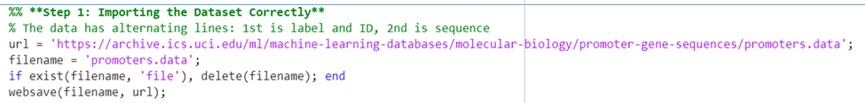 %% **Step 1: Importing the Dataset Correctly**
% The data has alternating lines: 1st is label and ID, 2nd is sequence
url = 'https://archive.ics.uci.edu/ml/machine-learning-databases/molecular-biology/promoter-gene-sequences/promoters.data';
filename = 'promoters.data';
if exist(filename, 'file'), delete(filename); end
websave(filename, url);